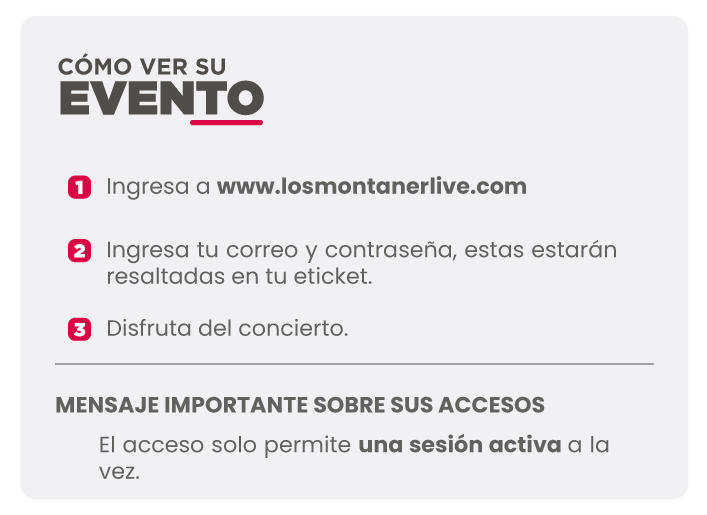 CÓMO VER SU
EVENTO
1 Ingresa a www.losmontanerlive.com
2 Ingresa tu correo y contraseña, estas estarán
resaltadas en tu eticket.
3 Disfruta del concierto.
MENSAJE IMPORTANTE SOBRE SUS ACCESOS
El acceso solo permite una sesión activa a la
vez.